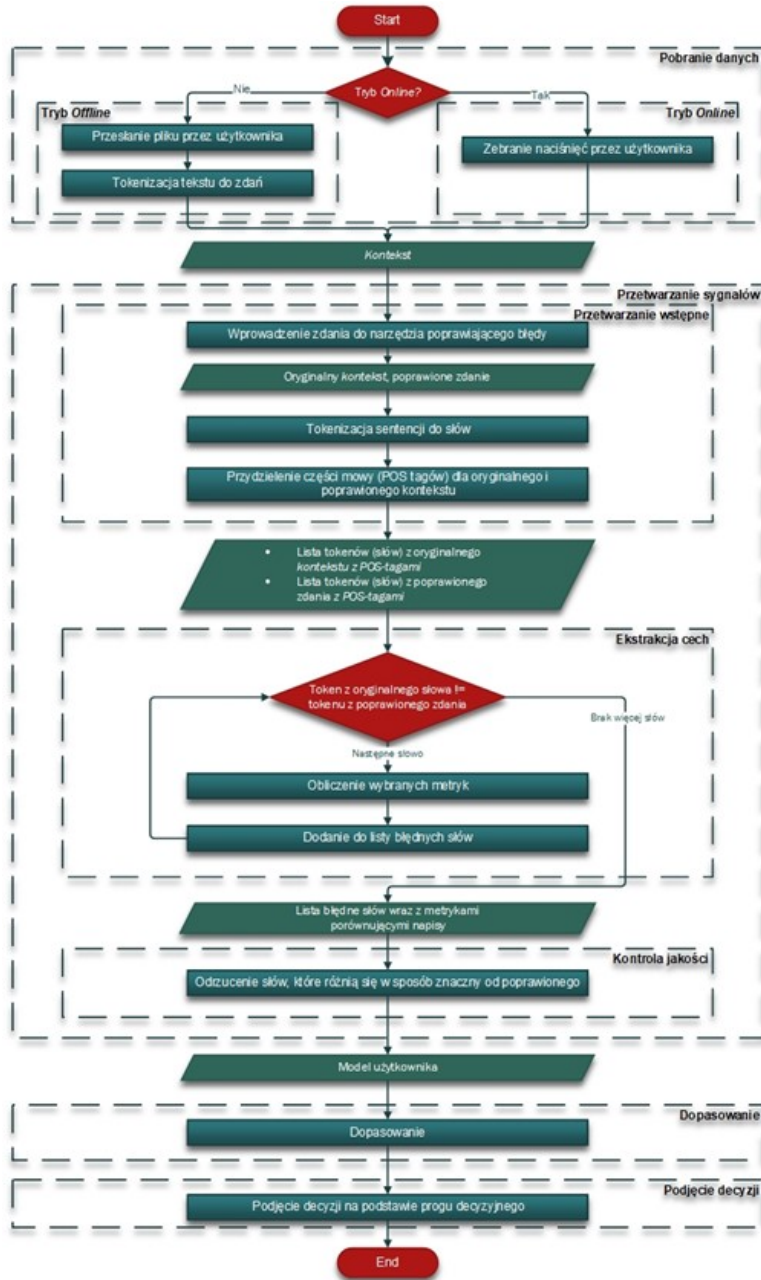 Start
Pobranie danych
Tryb Online?
Nie
Tak
Tryb Offline
Tryb Online
Przesłanie pliku przez użytkownika
Zebranie naciśnięć przez użytkownika
Tokenizacja tekstu do zdań
Kontekst
Przetwarzanie sygnałów
Przetwarzanie wstępne
Wprowadzenie zdania do narzędzia poprawiającego błędy
Oryginalny kontekst, poprawione zdanie
Tokenizacja sentencji do słów
Przydzielenie części mowy (POS tagów) dla oryginalnego i
poprawionego kontekstu
▪ Lista tokenów (słów) z oryginalnego
kontekstu z POS-tagami
▪ Lista tokenów (słów) z poprawionego
zdania z POS-tagami
Ekstrakcja cech
Token z oryginalnego słowa !=
tokenu z poprawionego zdania
Brak więcej słów
Następne słowo
Obliczenie wybranych metryk
Dodanie do listy błędnych słów
Lista błędne słów wraz z metrykami
porównującymi napisy
Kontrola jakości
Odrzucenie słów, które różnią się w sposób znaczny od poprawionego
Model użytkownika
Dopasowanie
Dopasowanie
Podjęcie decyzji
Podjęcie decyzji na podstawie progu decyzyjnego
End